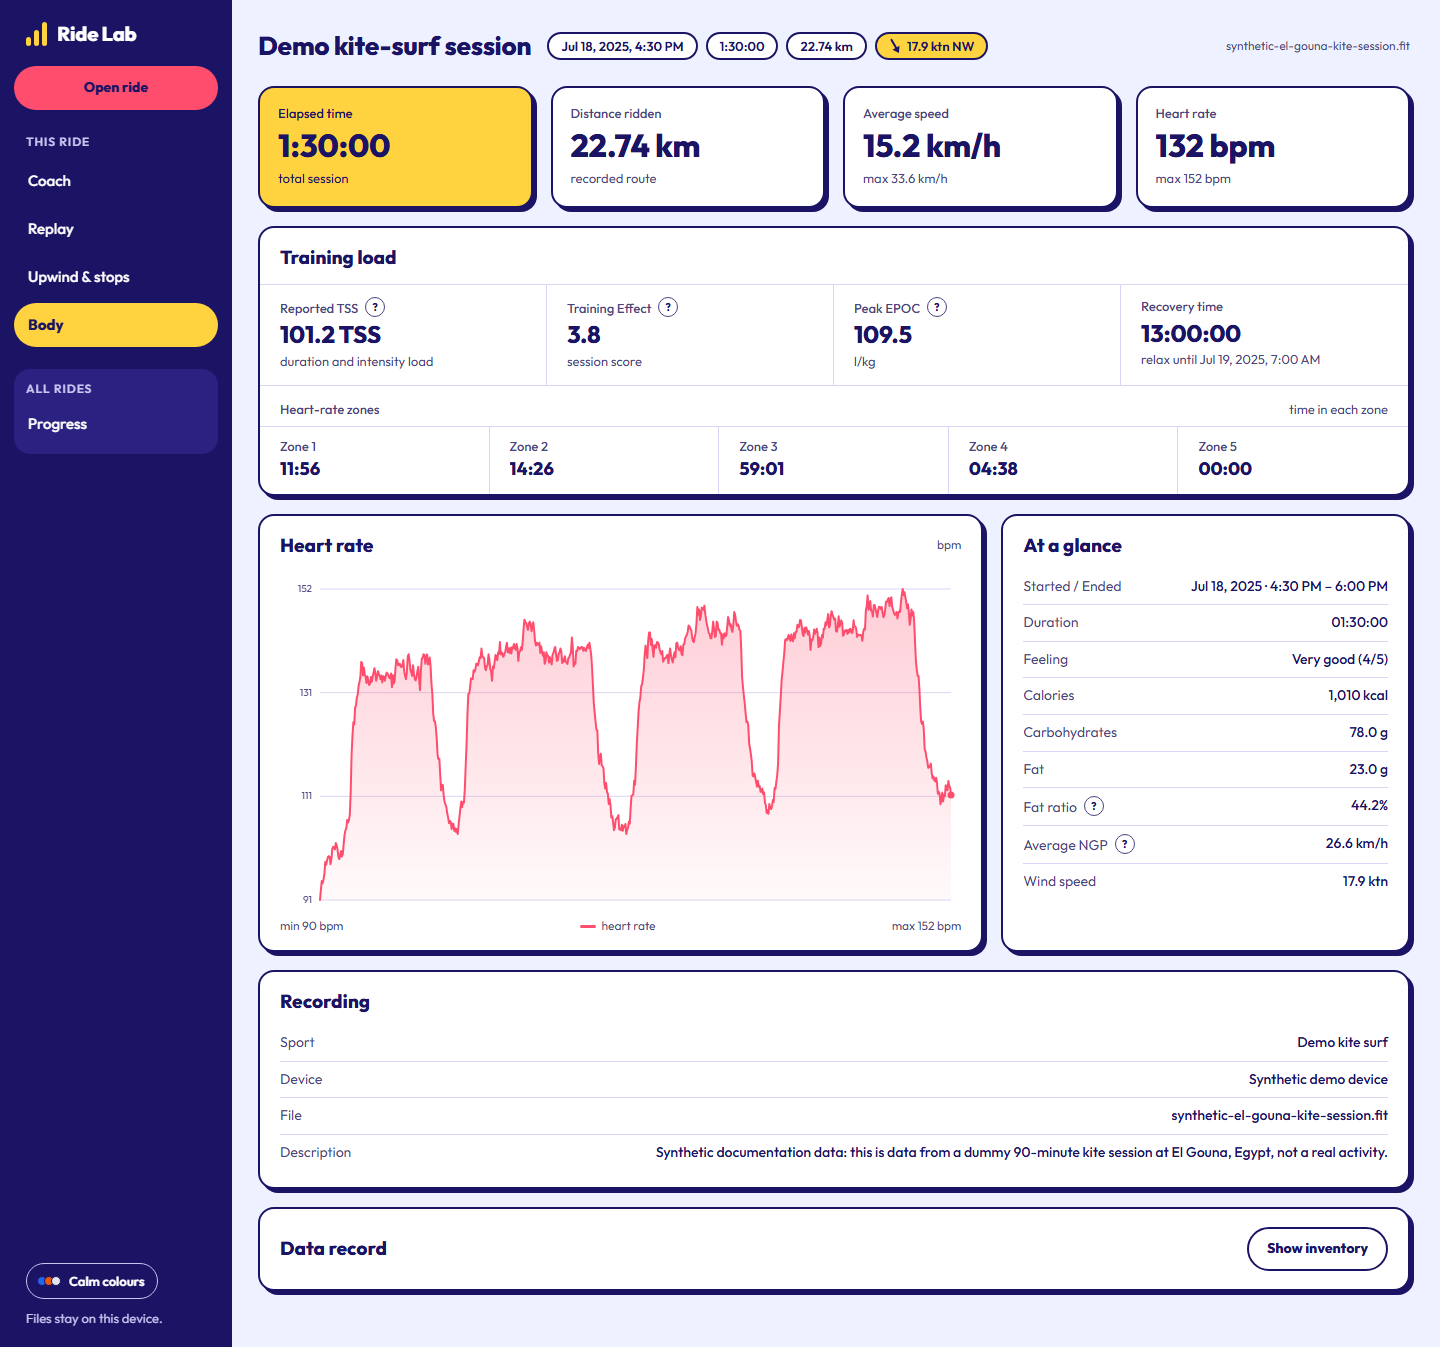 Ride Lab
Open ride
THIS RIDE
Coach
Replay
Upwind & stops
Body
ALL RIDES
Progress
Calm colours
Files stay on this device.
Demo kite-surf session
Jul 18, 2025, 4:30 PM
1:30:00
22.74 km
17.9 ktn NW
synthetic-el-gouna-kite-session.fit
Elapsed time
1:30:00
total session
Distance ridden
22.74 km
recorded route
Average speed
15.2 km/h
max 33.6 km/h
Heart rate
132 bpm
max 152 bpm
Training load
Reported TSS ?
101.2 TSS
duration and intensity load
Training Effect ?
3.8
session score
Peak EPOC ?
109.5
l/kg
Recovery time
13:00:00
relax until Jul 19, 2025, 7:00 AM
Heart-rate zones
time in each zone
Zone 1
11:56
Zone 2
14:26
Zone 3
59:01
Zone 4
04:38
Zone 5
00:00
Heart rate
bpm
152
131
111
91
min 90 bpm
heart rate
max 152 bpm
At a glance
Started / Ended Jul 18, 2025 · 4:30 PM – 6:00 PM
Duration 01:30:00
Feeling Very good (4/5)
Calories 1,010 kcal
Carbohydrates 78.0 g
Fat 23.0 g
Fat ratio ? 44.2%
Average NGP ? 26.6 km/h
Wind speed 17.9 ktn
Recording
Sport Demo kite surf
Device Synthetic demo device
File synthetic-el-gouna-kite-session.fit
Description Synthetic documentation data: this is data from a dummy 90-minute kite session at El Gouna, Egypt, not a real activity.
Data record
Show inventory